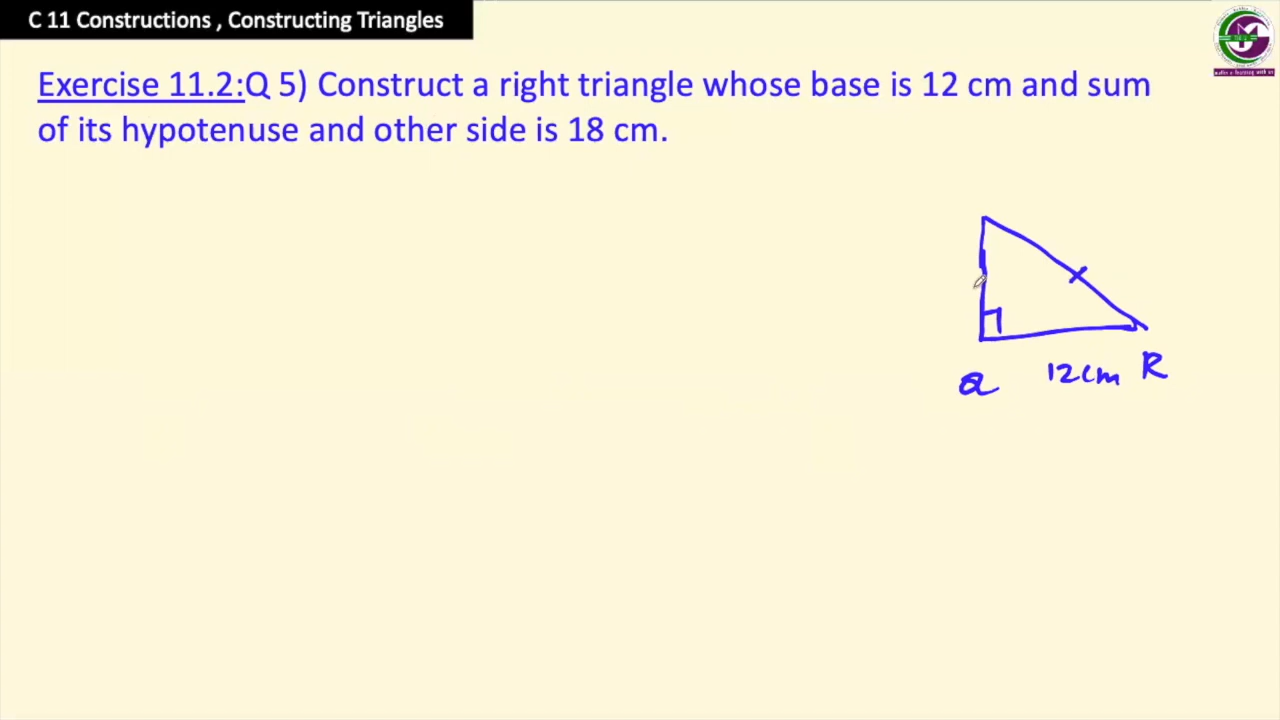 C 11 Constructions , Constructing Triangles
Exercise 11.2:Q 5) Construct a right triangle whose base is 12 cm and sum
of its hypotenuse and other side is 18 cm.
Q 12cm R